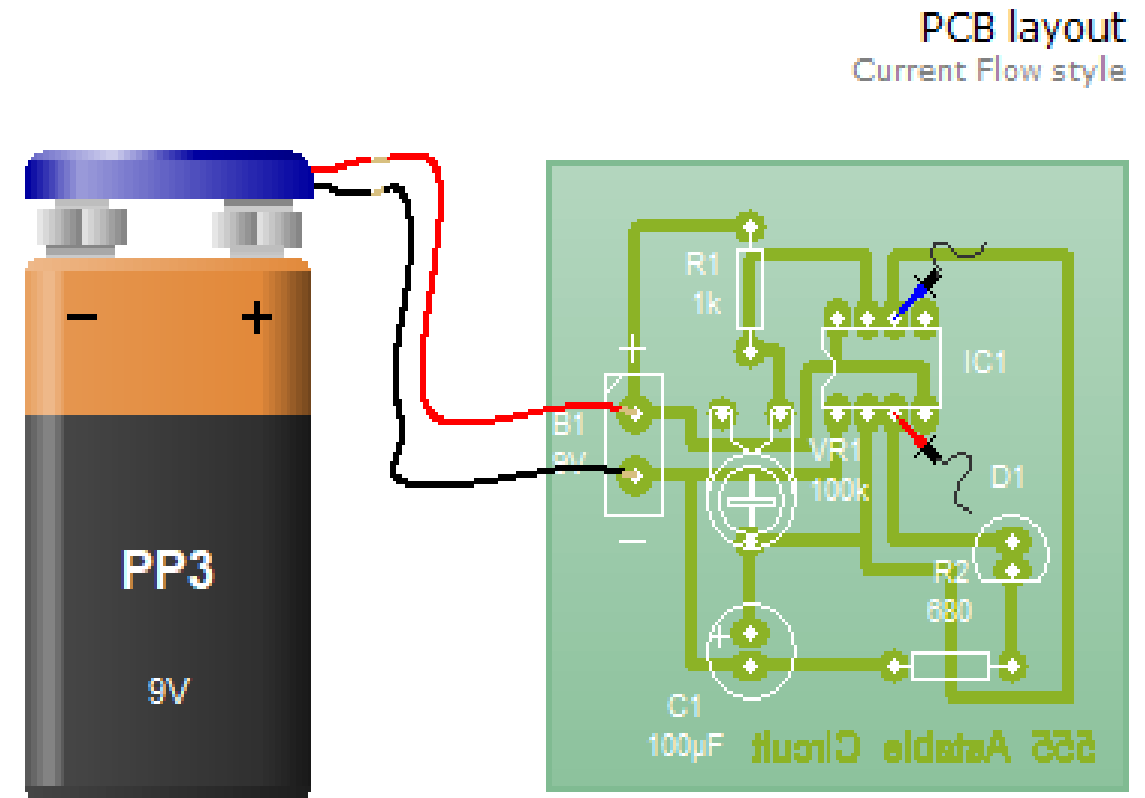 PCB layout
Current Flow style
−
+
PP3
9V
R1
1k
+
IC1
B1
9V
−
VR1
100k
D1
R2
680
+
C1
100μF
555 Astable Circuit